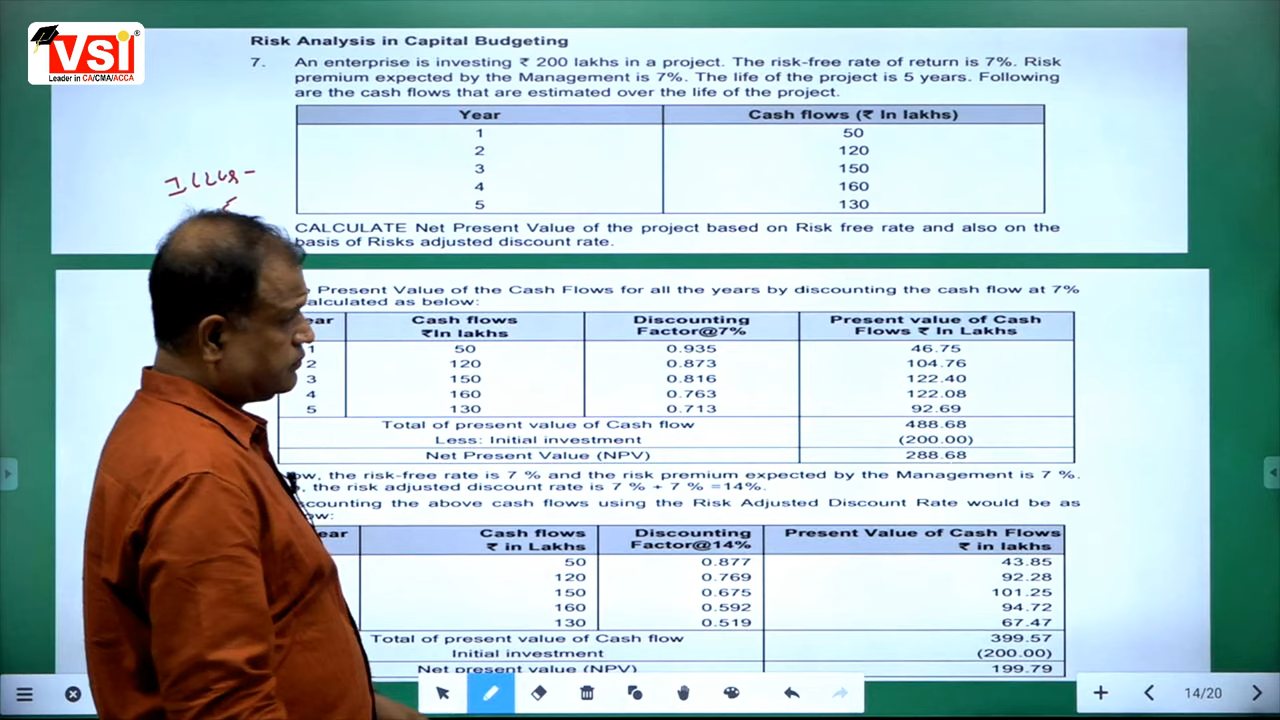 VSI
®
Leader in CA/CMA/ACCA
Risk Analysis in Capital Budgeting
7. An enterprise is investing ₹ 200 lakhs in a project. The risk-free rate of return is 7%. Risk
premium expected by the Management is 7%. The life of the project is 5 years. Following
are the cash flows that are estimated over the life of the project.
Year Cash flows (₹ In lakhs)
1 50
2 120
3 150
4 160
5 130
CALCULATE Net Present Value of the project based on Risk free rate and also on the
basis of Risks adjusted discount rate.
Present Value of the Cash Flows for all the years by discounting the cash flow at 7%
calculated as below:
Cash flows Discounting Present value of Cash
₹In lakhs Factor@7% Flows ₹ In Lakhs
1 50 0.935 46.75
2 120 0.873 104.76
3 150 0.816 122.40
4 160 0.763 122.08
5 130 0.713 92.69
Total of present value of Cash flow 488.68
Less: Initial investment (200.00)
Net Present Value (NPV) 288.68
the risk-free rate is 7 % and the risk premium expected by the Management is 7 %.
the risk adjusted discount rate is 7 % + 7 % =14%.
the above cash flows using the Risk Adjusted Discount Rate would be as
Cash flows Discounting Present Value of Cash Flows
₹ in Lakhs Factor@14% ₹ in lakhs
50 0.877 43.85
120 0.769 92.28
150 0.675 101.25
160 0.592 94.72
130 0.519 67.47
Total of present value of Cash flow 399.57
Initial investment (200.00)
Net present value (NPV) 199.79
14/20